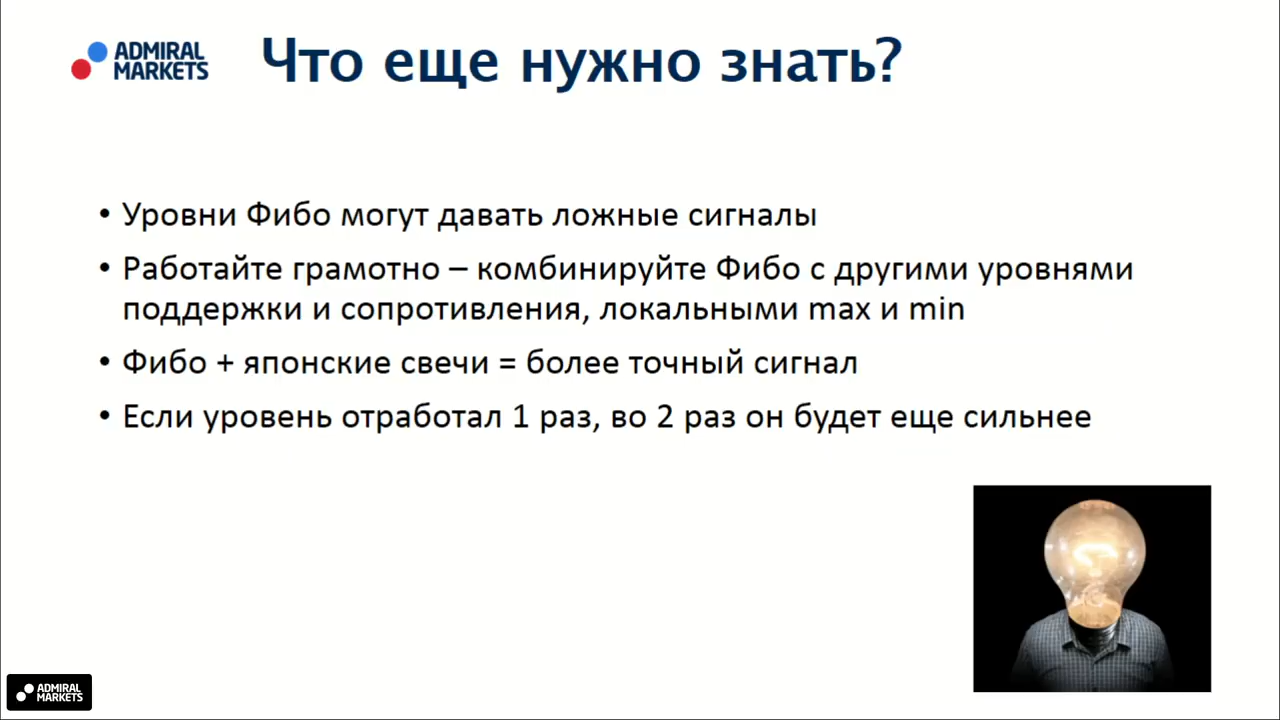 ADMIRAL
MARKETS
Что еще нужно знать?
• Уровни Фибо могут давать ложные сигналы
• Работайте грамотно – комбинируйте Фибо с другими уровнями
поддержки и сопротивления, локальными max и min
• Фибо + японские свечи = более точный сигнал
• Если уровень отработал 1 раз, во 2 раз он будет еще сильнее
ADMIRAL
MARKETS